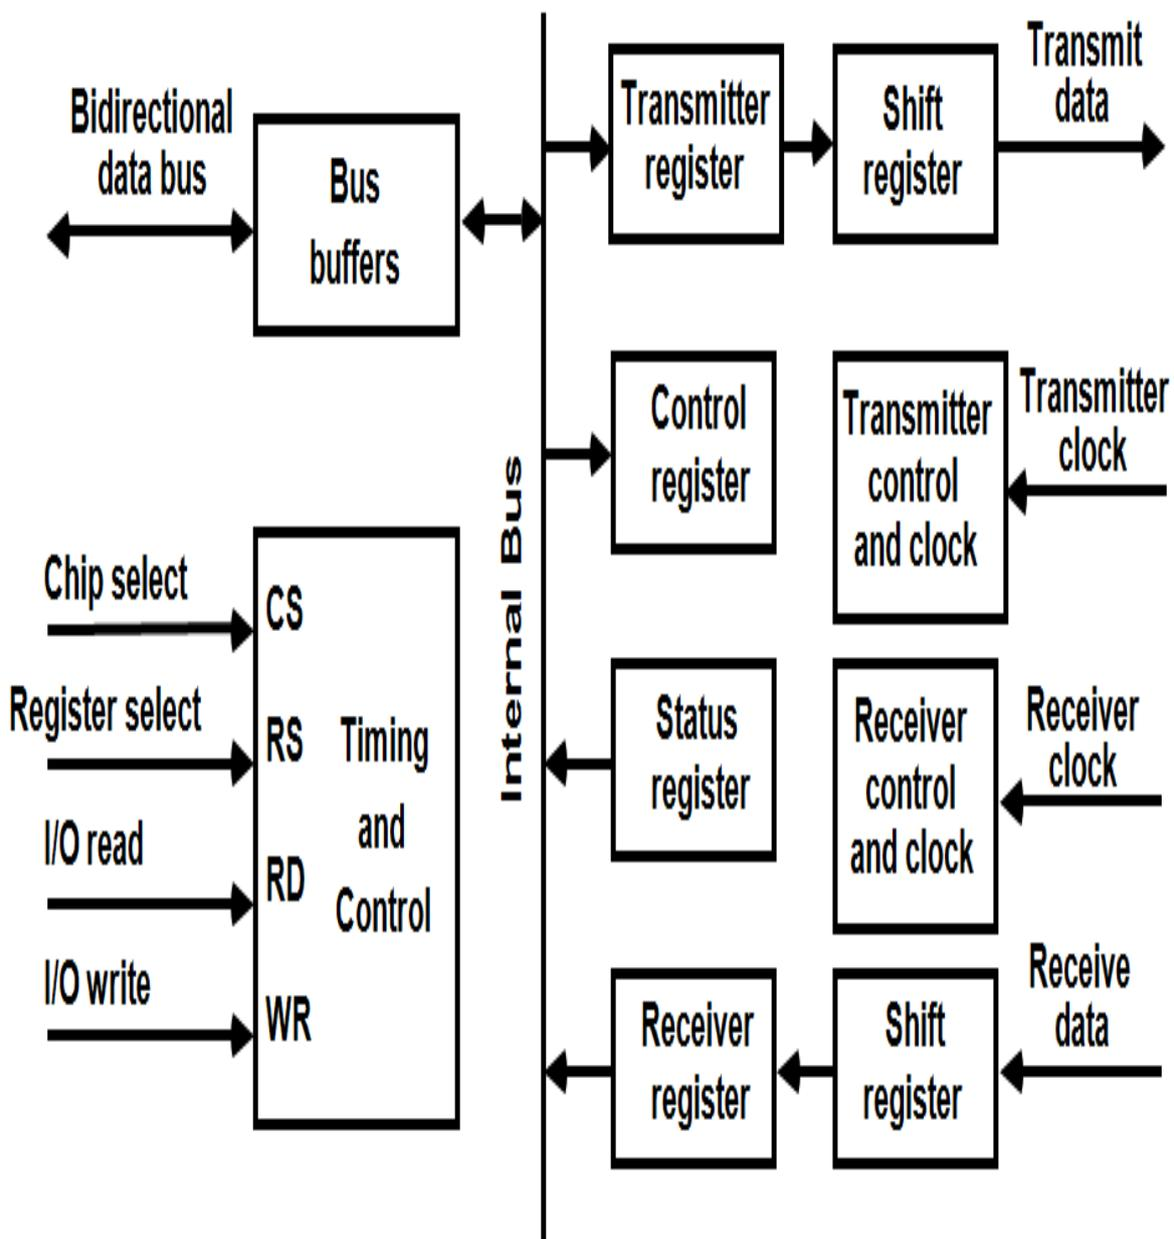 Bidirectional
data bus
Bus
buffers
Transmitter
register
Shift
register
Transmit
data
Control
register
Transmitter
control
and clock
Transmitter
clock
Internal Bus
Chip select
CS
Register select
RS
I/O read
RD
I/O write
WR
Timing
and
Control
Status
register
Receiver
control
and clock
Receiver
clock
Receiver
register
Shift
register
Receive
data